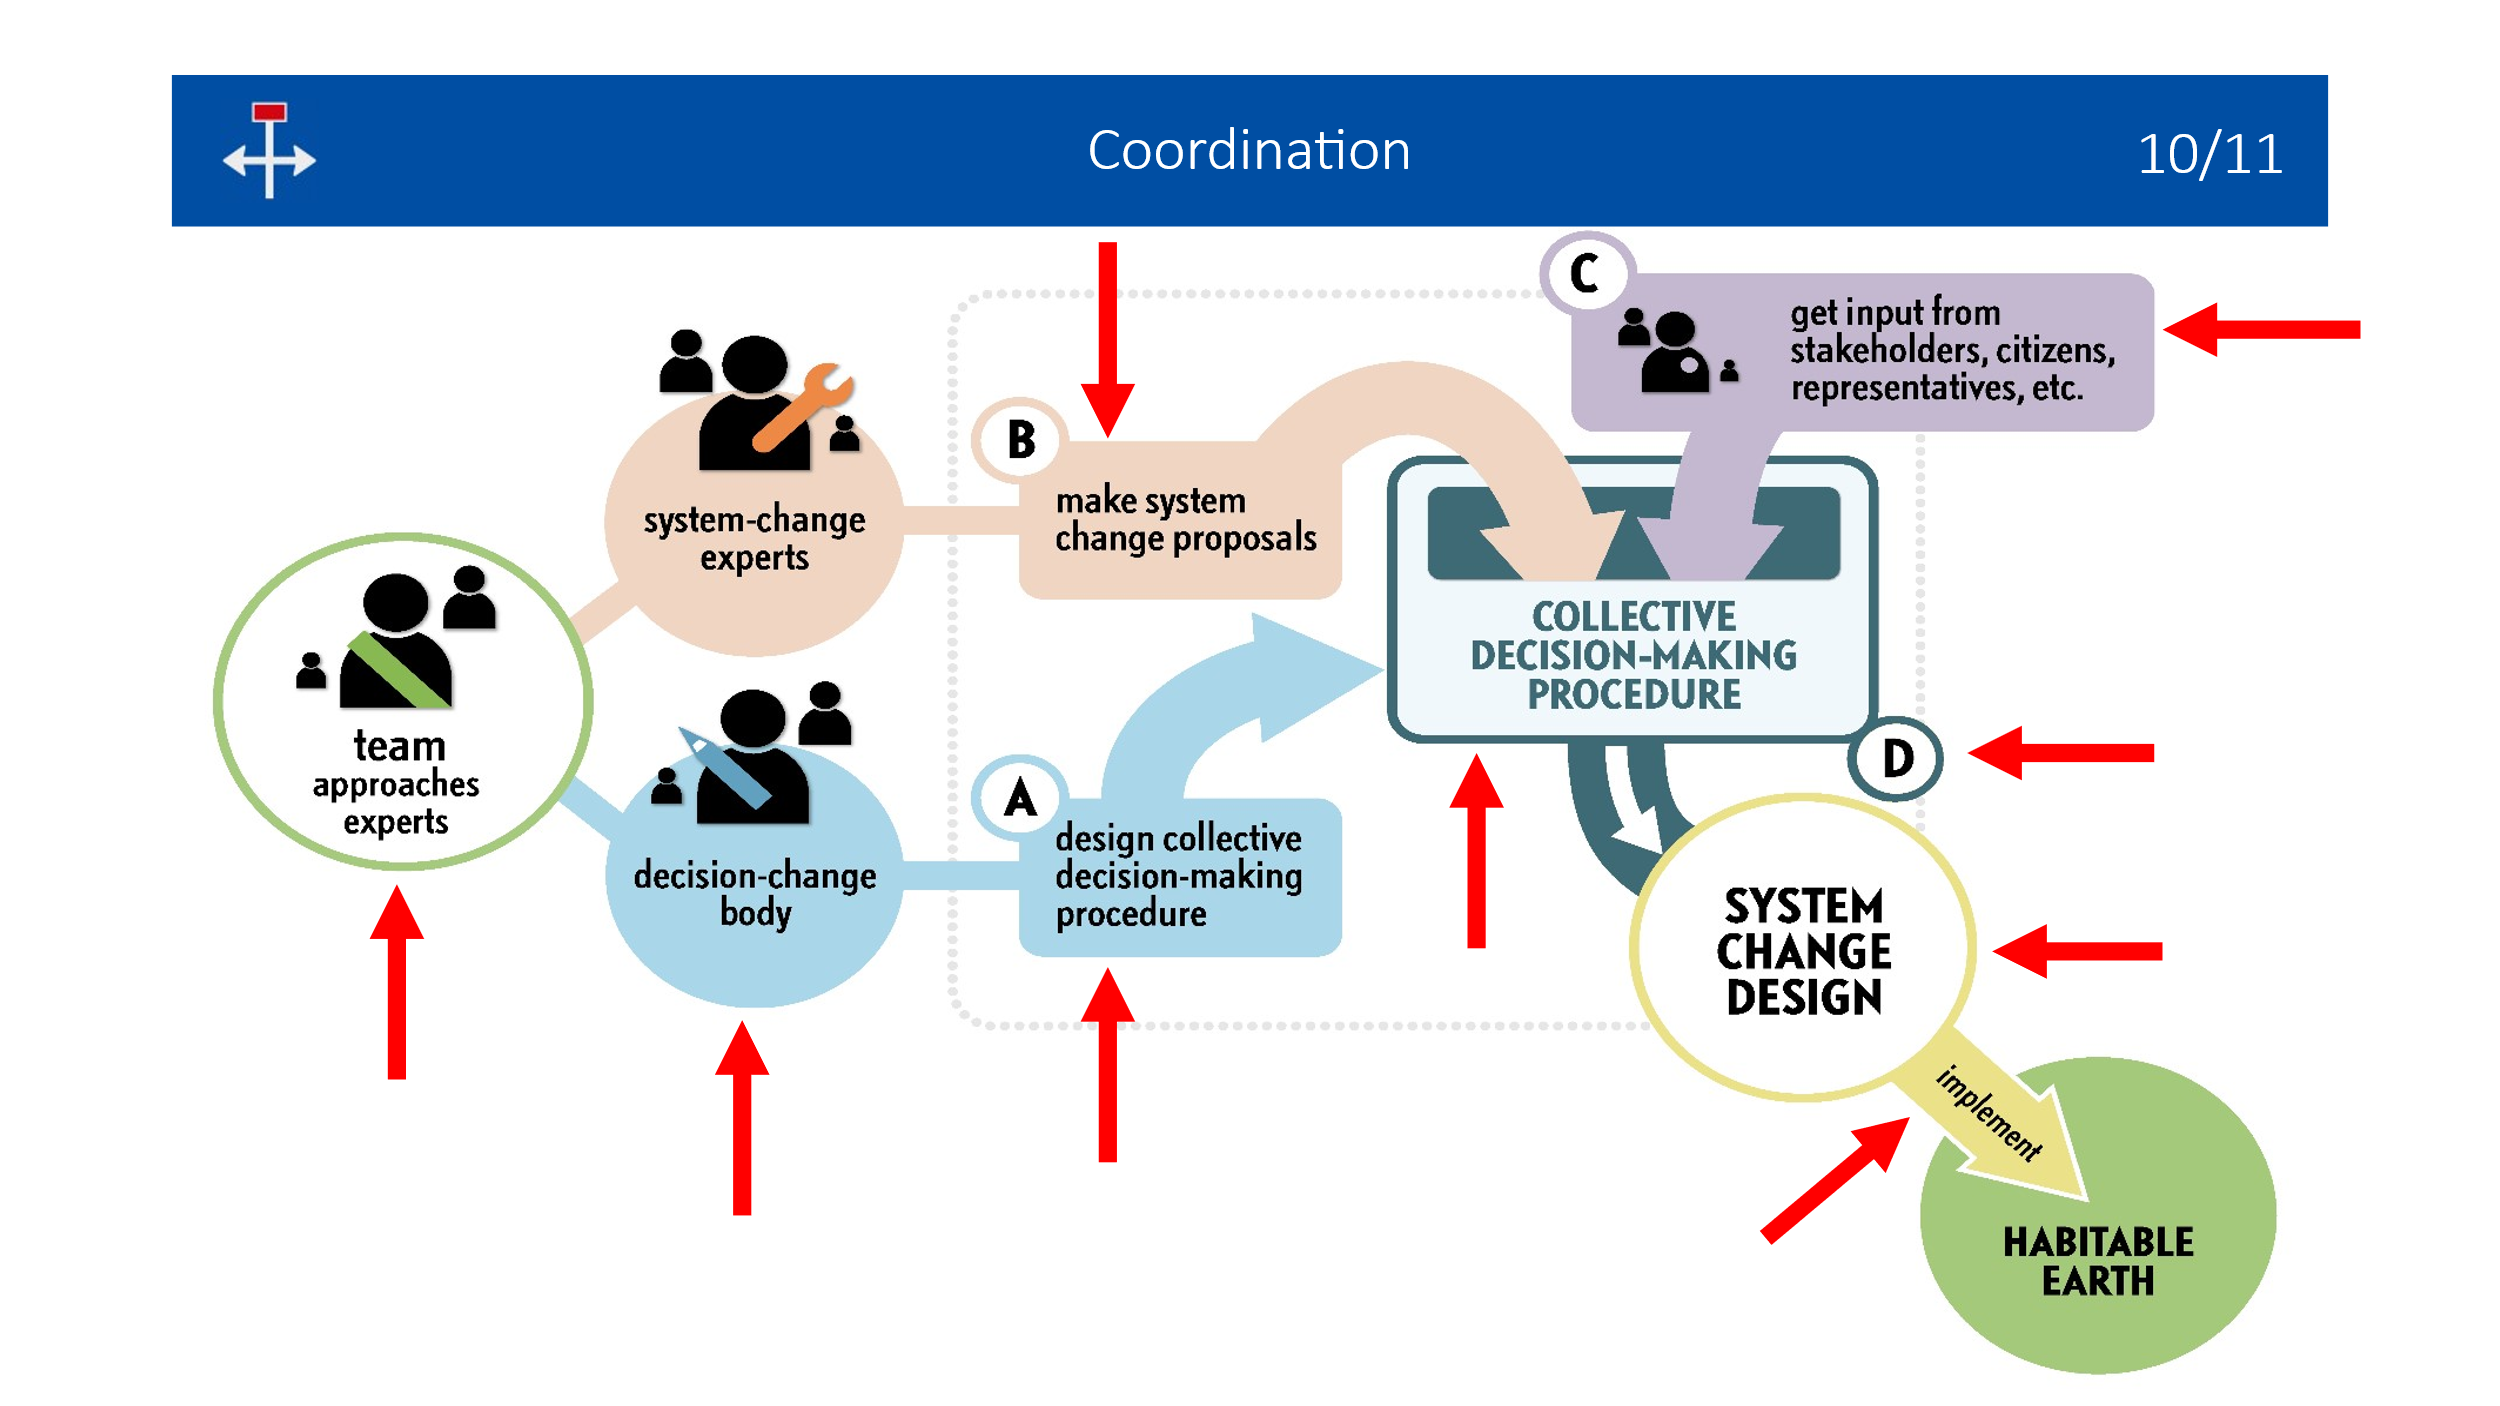 Coordination
10/11
C
get input from
stakeholders, citizens,
representatives, etc.
B
make system
change proposals
system-change
experts
team
approaches
experts
decision-change
body
A
design collective
decision-making
procedure
COLLECTIVE
DECISION-MAKING
PROCEDURE
D
SYSTEM
CHANGE
DESIGN
implement
HABITABLE
EARTH